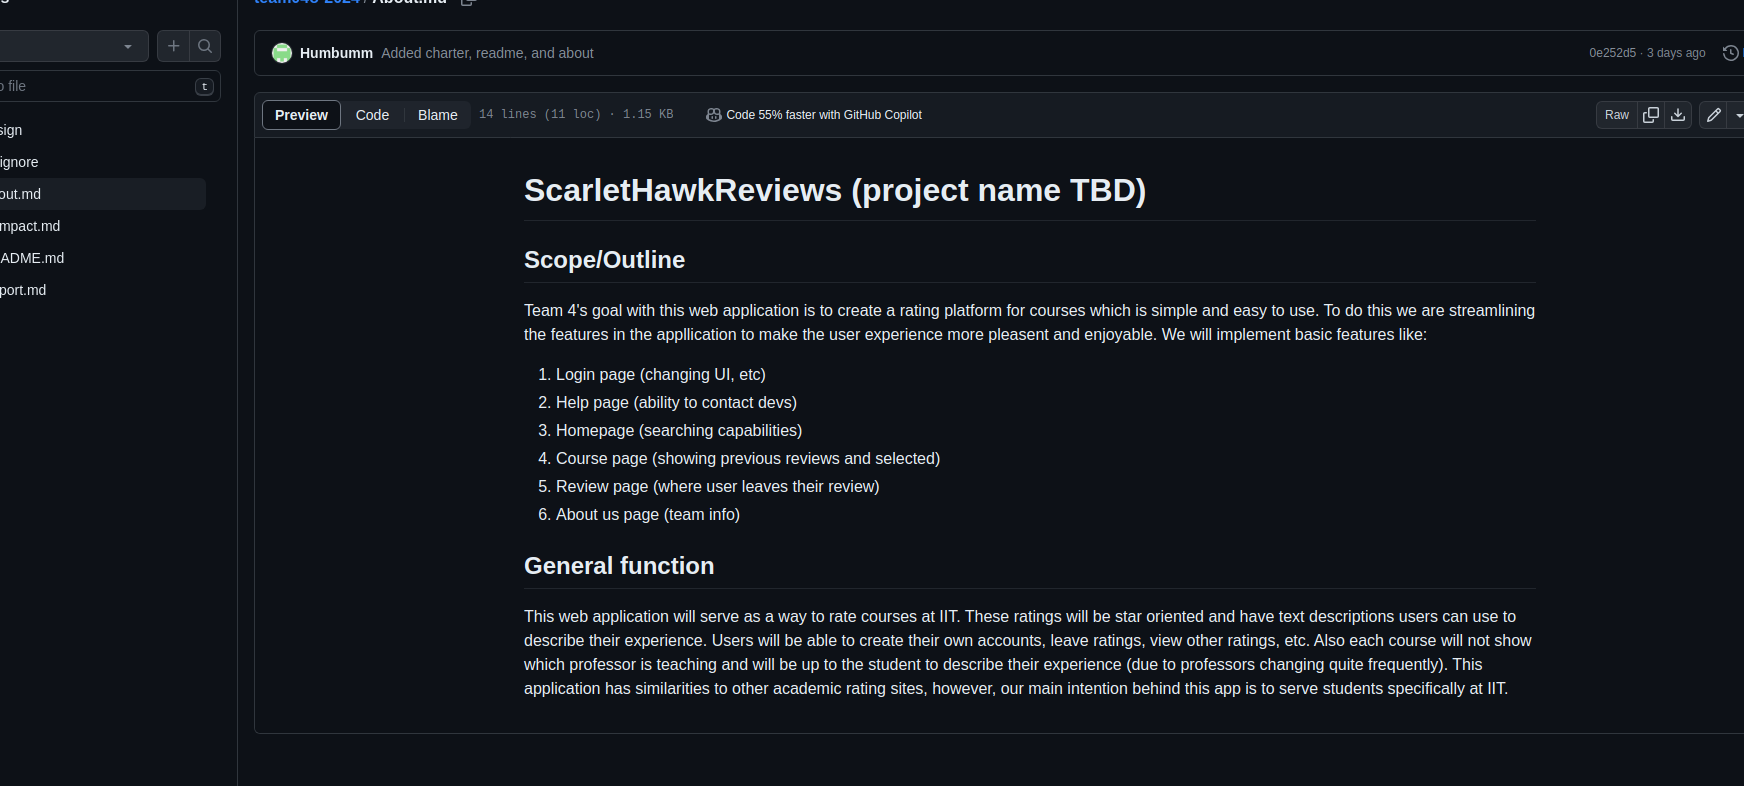 team04o-2024 / About.md
Humbumm Added charter, readme, and about
0e252d5 · 3 days ago
o file
t
Preview Code Blame 14 lines (11 loc) · 1.15 KB Code 55% faster with GitHub Copilot
Raw
sign
ignore
out.md
mpact.md
ADME.md
port.md
ScarletHawkReviews (project name TBD)
Scope/Outline
Team 4's goal with this web application is to create a rating platform for courses which is simple and easy to use. To do this we are streamlining
the features in the appllication to make the user experience more pleasent and enjoyable. We will implement basic features like:
1. Login page (changing UI, etc)
2. Help page (ability to contact devs)
3. Homepage (searching capabilities)
4. Course page (showing previous reviews and selected)
5. Review page (where user leaves their review)
6. About us page (team info)
General function
This web application will serve as a way to rate courses at IIT. These ratings will be star oriented and have text descriptions users can use to
describe their experience. Users will be able to create their own accounts, leave ratings, view other ratings, etc. Also each course will not show
which professor is teaching and will be up to the student to describe their experience (due to professors changing quite frequently). This
application has similarities to other academic rating sites, however, our main intention behind this app is to serve students specifically at IIT.